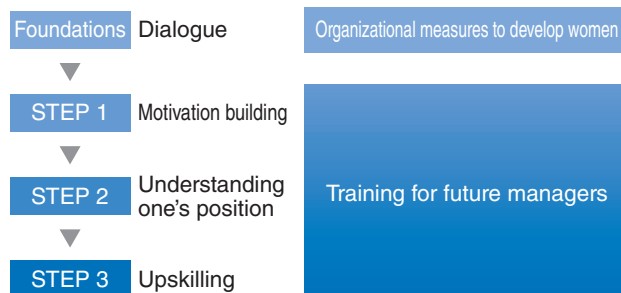 Foundations Dialogue
Organizational measures to develop women
STEP 1 Motivation building
STEP 2 Understanding
one's position
Training for future managers
STEP 3 Upskilling